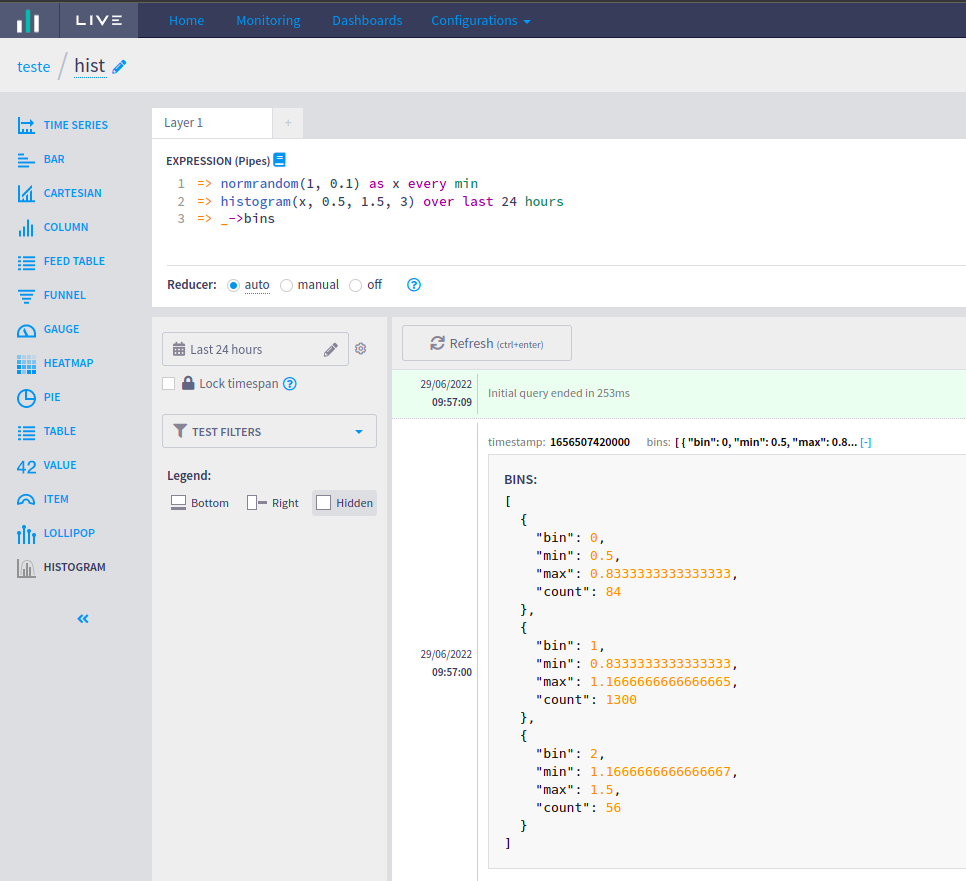 LIVE Home Monitoring Dashboards Configurations
teste / hist
TIME SERIES
BAR
CARTESIAN
COLUMN
FEED TABLE
FUNNEL
GAUGE
HEATMAP
PIE
TABLE
42 VALUE
ITEM
LOLLIPOP
HISTOGRAM
«
Layer 1 +
EXPRESSION (Pipes)
1 => normrandom(1, 0.1) as x every min
2 => histogram(x, 0.5, 1.5, 3) over last 24 hours
3 => _->bins
Reducer: auto manual off ?
Last 24 hours
Lock timespan ?
TEST FILTERS
Legend:
Bottom Right Hidden
Refresh (ctrl+enter)
29/06/2022
09:57:09
Initial query ended in 253ms
29/06/2022
09:57:00
timestamp: 1656507420000 bins: [ { "bin": 0, "min": 0.5, "max": 0.8... [-]
BINS:
[
{
"bin": 0,
"min": 0.5,
"max": 0.8333333333333333,
"count": 84
},
{
"bin": 1,
"min": 0.8333333333333333,
"max": 1.1666666666666665,
"count": 1300
},
{
"bin": 2,
"min": 1.1666666666666667,
"max": 1.5,
"count": 56
}
]